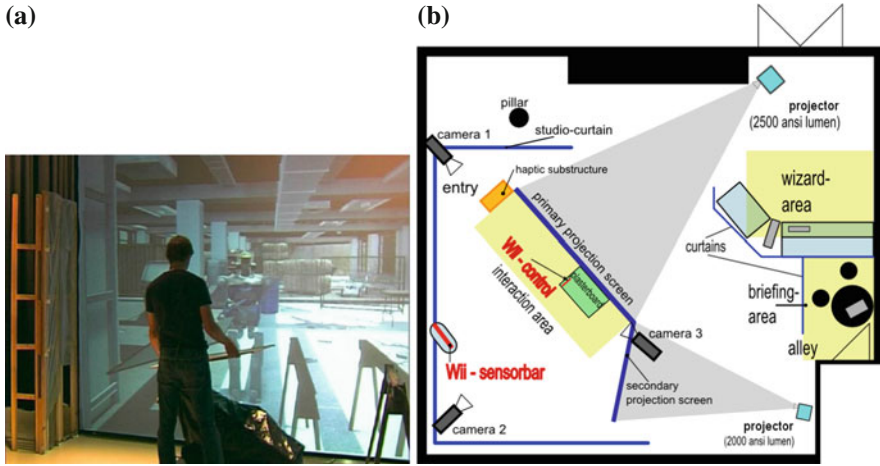 (a)
(b)
pillar
camera 1
studio-curtain
projector
(2500 ansi lumen)
entry
haptic substructure
primary projection screen
wizard-
area
WII - control
plasterboard
interaction area
curtains
briefing-
area
camera 3
alley
Wii - sensorbar
secondary
projection screen
camera 2
projector
(2000 ansi lumen)